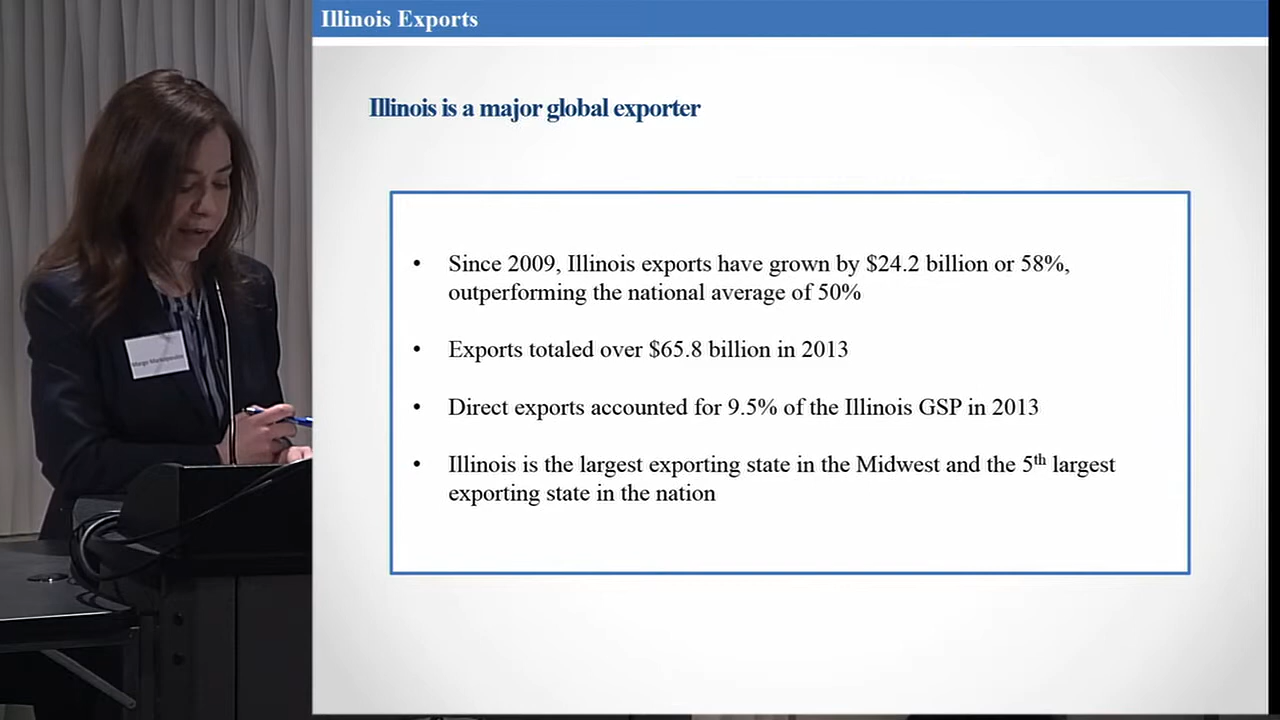 Illinois Exports
Illinois is a major global exporter
• Since 2009, Illinois exports have grown by $24.2 billion or 58%,
outperforming the national average of 50%
• Exports totaled over $65.8 billion in 2013
• Direct exports accounted for 9.5% of the Illinois GSP in 2013
• Illinois is the largest exporting state in the Midwest and the 5th largest
exporting state in the nation
Margo Markopoulos